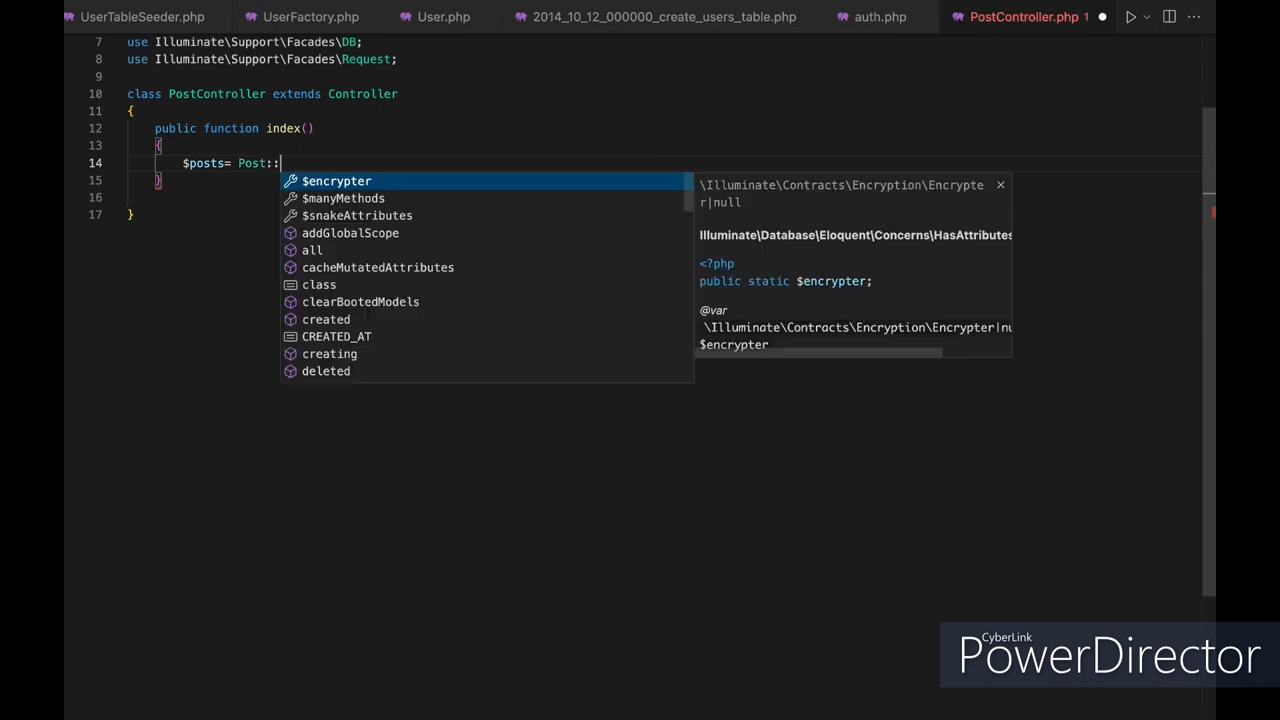 UserTableSeeder.php UserFactory.php User.php 2014_10_12_000000_create_users_table.php auth.php PostController.php 1
7 use Illuminate\Support\Facades\DB;
8 use Illuminate\Support\Facades\Request;
9
10 class PostController extends Controller
11 {
12 public function index()
13 {
14 $posts= Post::
15 }
16
17 }
$encrypter
$manyMethods
$snakeAttributes
addGlobalScope
all
cacheMutatedAttributes
class
clearBootedModels
created
CREATED_AT
creating
deleted
\Illuminate\Contracts\Encryption\Encrypte
r|null
Illuminate\Database\Eloquent\Concerns\HasAttributes
<?php
public static $encrypter;
@var
\Illuminate\Contracts\Encryption\Encrypter|nu
$encrypter
CyberLink
PowerDirector